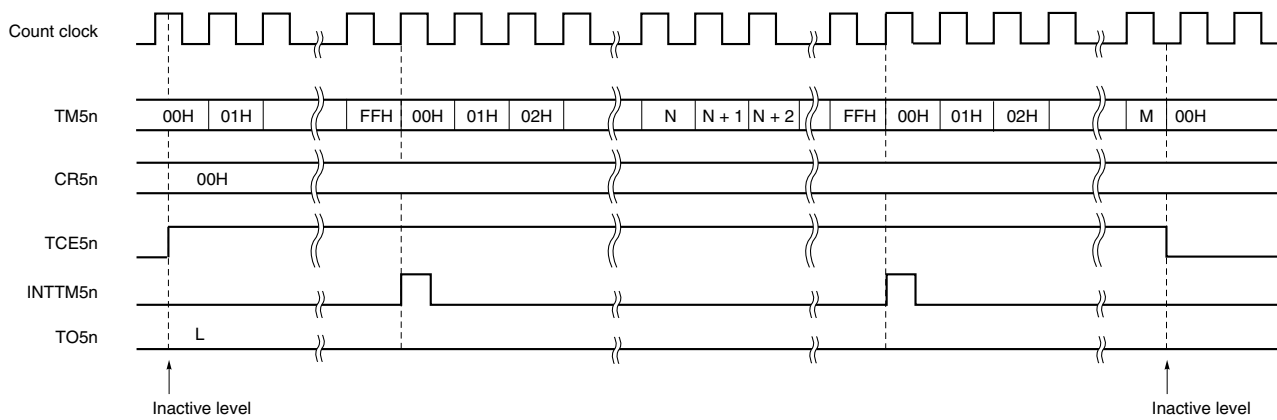 Count clock
TM5n 00H 01H FFH 00H 01H 02H N N + 1 N + 2 FFH 00H 01H 02H M 00H
CR5n 00H
TCE5n
INTTM5n
TO5n L
Inactive level Inactive level